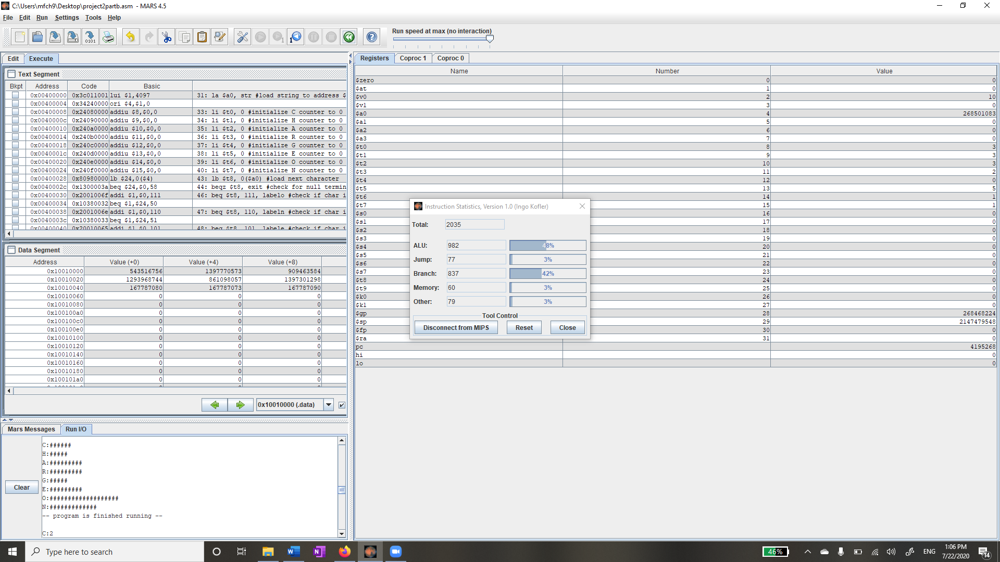 C:\Users\mfch9\Desktop\project2partb.asm - MARS 4.5
File Edit Run Settings Tools Help
Run speed at max (no interaction)
Edit Execute
Text Segment
Bkpt Address Code Basic
0x00400000 0x3c011001 lui $1,4097 31: la $a0, str #load string to address $
0x00400004 0x34240000 ori $4,$1,0
0x00400008 0x24080000 addiu $8,$0,0 33: li $t0, 0 #initialize C counter to 0
0x0040000c 0x24090000 addiu $9,$0,0 34: li $t1, 0 #initialize H counter to 0
0x00400010 0x240a0000 addiu $10,$0,0 35: li $t2, 0 #initialize A counter to 0
0x00400014 0x240b0000 addiu $11,$0,0 36: li $t3, 0 #initialize R counter to 0
0x00400018 0x240c0000 addiu $12,$0,0 37: li $t4, 0 #initialize G counter to 0
0x0040001c 0x240d0000 addiu $13,$0,0 38: li $t5, 0 #initialize E counter to 0
0x00400020 0x240e0000 addiu $14,$0,0 39: li $t6, 0 #initialize O counter to 0
0x00400024 0x240f0000 addiu $15,$0,0 40: li $t7, 0 #initialize N counter to 0
0x00400028 0x80980000 lb $24,0($4) 43: lb $t8, 0($a0) #load next character
0x0040002c 0x1300003a beq $24,$0,58 44: beqz $t8, exit #check for null termin
0x00400030 0x2001006f addi $1,$0,111 46: beq $t8, 111, labelo #check if char i
0x00400034 0x10380032 beq $1,$24,50
0x00400038 0x2001006e addi $1,$0,110 47: beq $t8, 110, labeln #check if char i
0x0040003c 0x10380033 beq $1,$24,51
0x00400040 0x20010065 addi $1,$0,101 48: beq $t8, 101, labele #check if char i
Data Segment
Address Value (+0) Value (+4) Value (+8)
0x10010000 543516756 1397770573 909463584
0x10010020 1293968744 861098057 1397301298
0x10010040 167787080 167787073 167787090
0x10010060 0 0 0
0x10010080 0 0 0
0x100100a0 0 0 0
0x100100c0 0 0 0
0x100100e0 0 0 0
0x10010100 0 0 0
0x10010120 0 0 0
0x10010140 0 0 0
0x10010160 0 0 0
0x10010180 0 0 0
0x100101a0 0 0 0
0x10010000 (.data)
Mars Messages Run I/O
Clear
C:######
H:#####
A:#########
R:#########
G:#####
E:#########
O:###################
N:#############
-- program is finished running --
C:2
Registers Coproc 1 Coproc 0
Name Number Value
$zero 0 0
$at 1 0
$v0 2 10
$v1 3 0
$a0 4 268501083
$a1 5 0
$a2 6 0
$a3 7 0
$t0 8 3
$t1 9 3
$t2 10 3
$t3 11 2
$t4 12 0
$t5 13 5
$t6 14 1
$t7 15 1
$s0 16 0
$s1 17 0
$s2 18 0
$s3 19 0
$s4 20 0
$s5 21 0
$s6 22 0
$s7 23 0
$t8 24 0
$t9 25 0
$k0 26 0
$k1 27 0
$gp 28 268468224
$sp 29 2147479548
$fp 30 0
$ra 31 0
pc 4195268
hi 0
lo 0
Instruction Statistics, Version 1.0 (Ingo Kofler)
Total: 2035
ALU: 982 48%
Jump: 77 3%
Branch: 837 42%
Memory: 60 3%
Other: 79 3%
Tool Control
Disconnect from MIPS Reset Close
Type here to search
46%
ENG
1:06 PM
7/22/2020
14